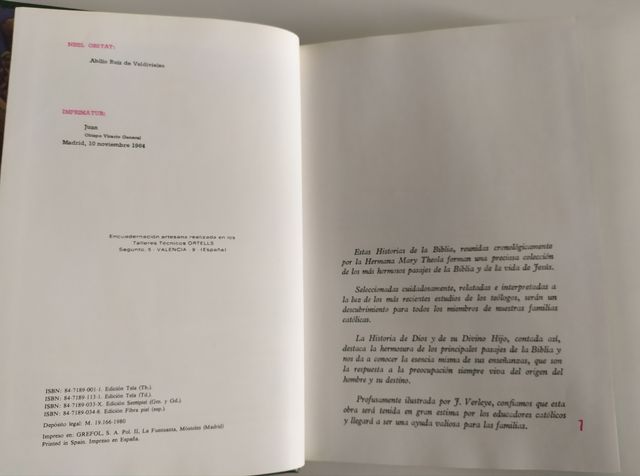 NIHIL OBSTAT:
Abilio Ruiz de Valdivielso
IMPRIMATUR:
Juan
Obispo Vicario General
Madrid, 10 noviembre 1964
Encuadernación artesana realizada en los
Talleres Técnicos ORTELLS
Sagunto, 5 - VALENCIA - 9 (España)
ISBN: 84-7189-001-1. Edición Tela (Th.)
ISBN: 84-7189-113-1. Edición Tela (Td.)
ISBN: 84-7189-033-X. Edición Semipiel (Gm. y Gd.)
ISBN: 84-7189-034-8. Edición Fibra piel (esp.)
Depósito legal: M. 19.166-1980
Impreso en: GREFOL, S. A. Pol. II, La Fuensanta, Móstoles (Madrid)
Printed in Spain. Impreso en España.
Estas Historias de la Biblia, reunidas cronológicamente
por la Hermana Mary Theola forman una preciosa colección
de los más hermosos pasajes de la Biblia y de la vida de Jesús.
Seleccionadas cuidadosamente, relatadas e interpretadas a
la luz de los más recientes estudios de los teólogos, serán un
descubrimiento para todos los miembros de nuestras familias
católicas.
La Historia de Dios y de su Divino Hijo, contada así,
destaca la hermosura de los principales pasajes de la Biblia y
nos da a conocer la esencia misma de sus enseñanzas, que son
la respuesta a la preocupación siempre viva del origen del
hombre y su destino.
Profusamente ilustrada por J. Verleye, confiamos que esta
obra será tenida en gran estima por los educadores católicos
y llegará a ser una ayuda valiosa para las familias.
7